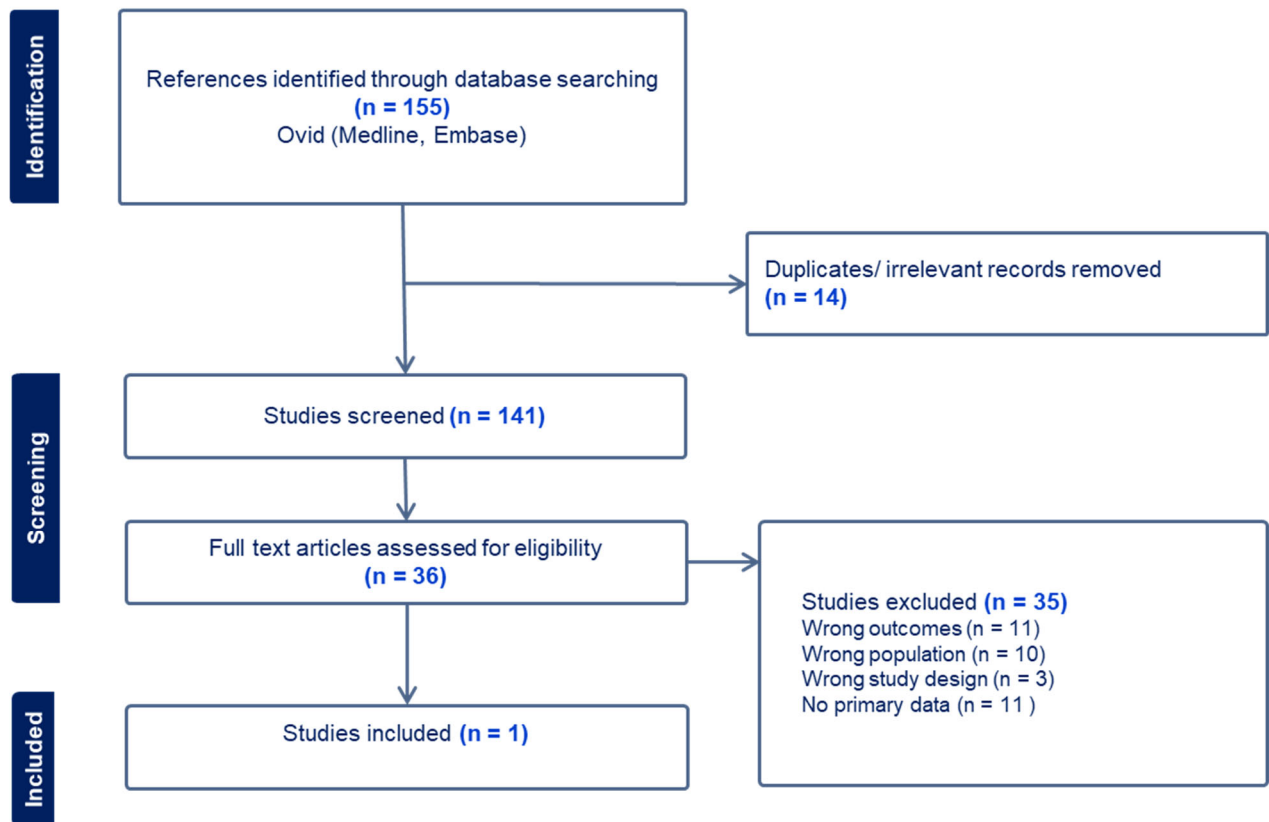 Identification
References identified through database searching
(n = 155)
Ovid (Medline, Embase)
Duplicates/ irrelevant records removed
(n = 14)
Screening
Studies screened (n = 141)
Full text articles assessed for eligibility
(n = 36)
Studies excluded (n = 35)
Wrong outcomes (n = 11)
Wrong population (n = 10)
Wrong study design (n = 3)
No primary data (n = 11 )
Included
Studies included (n = 1)